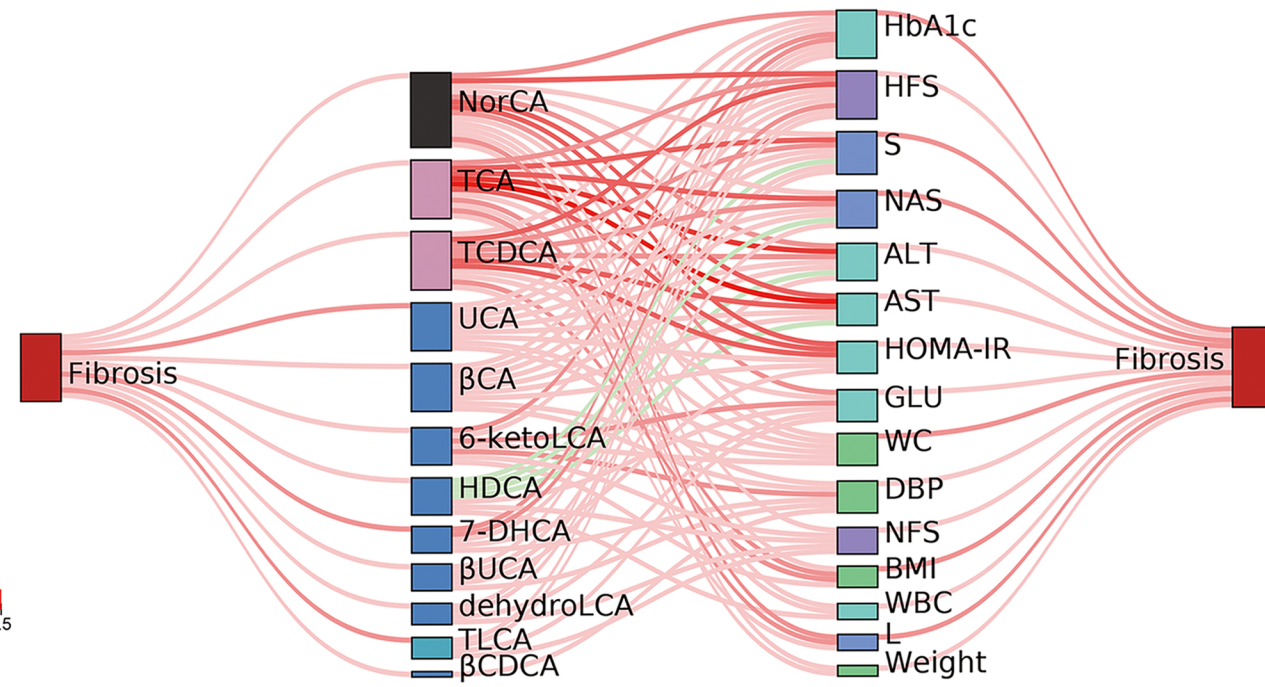 Fibrosis
NorCA
TCA
TCDCA
UCA
βCA
6-ketoLCA
HDCA
7-DHCA
βUCA
dehydroLCA
TLCA
βCDCA
HbA1c
HFS
S
NAS
ALT
AST
HOMA-IR
GLU
WC
DBP
NFS
BMI
WBC
L
Weight
Fibrosis
.5